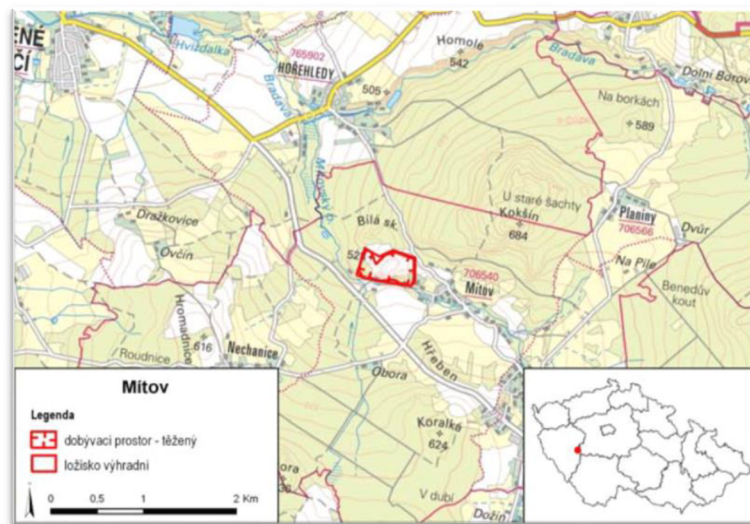 ENÉ
ČÍ
Hvizdalka
765902
HOŘEHLEDY
Bradava
Homole
542
505
Bradava
Dolní Borov
Na borkách
589
U staré šachty
Kokšín
684
Planiny
706566
Dvůr
Na Pile
Benedův
kout
Bílá sk.
52
706540
Mítov
Dražkovice
Ovčín
Hromadnice
616
Nechanice
Roudnice
Hřeben
Obora
Koralka
624
V dubí
Dožín
ora
Mítov
Legenda
dobývací prostor - těžený
ložisko výhradní
0 0,5 1 2 Km